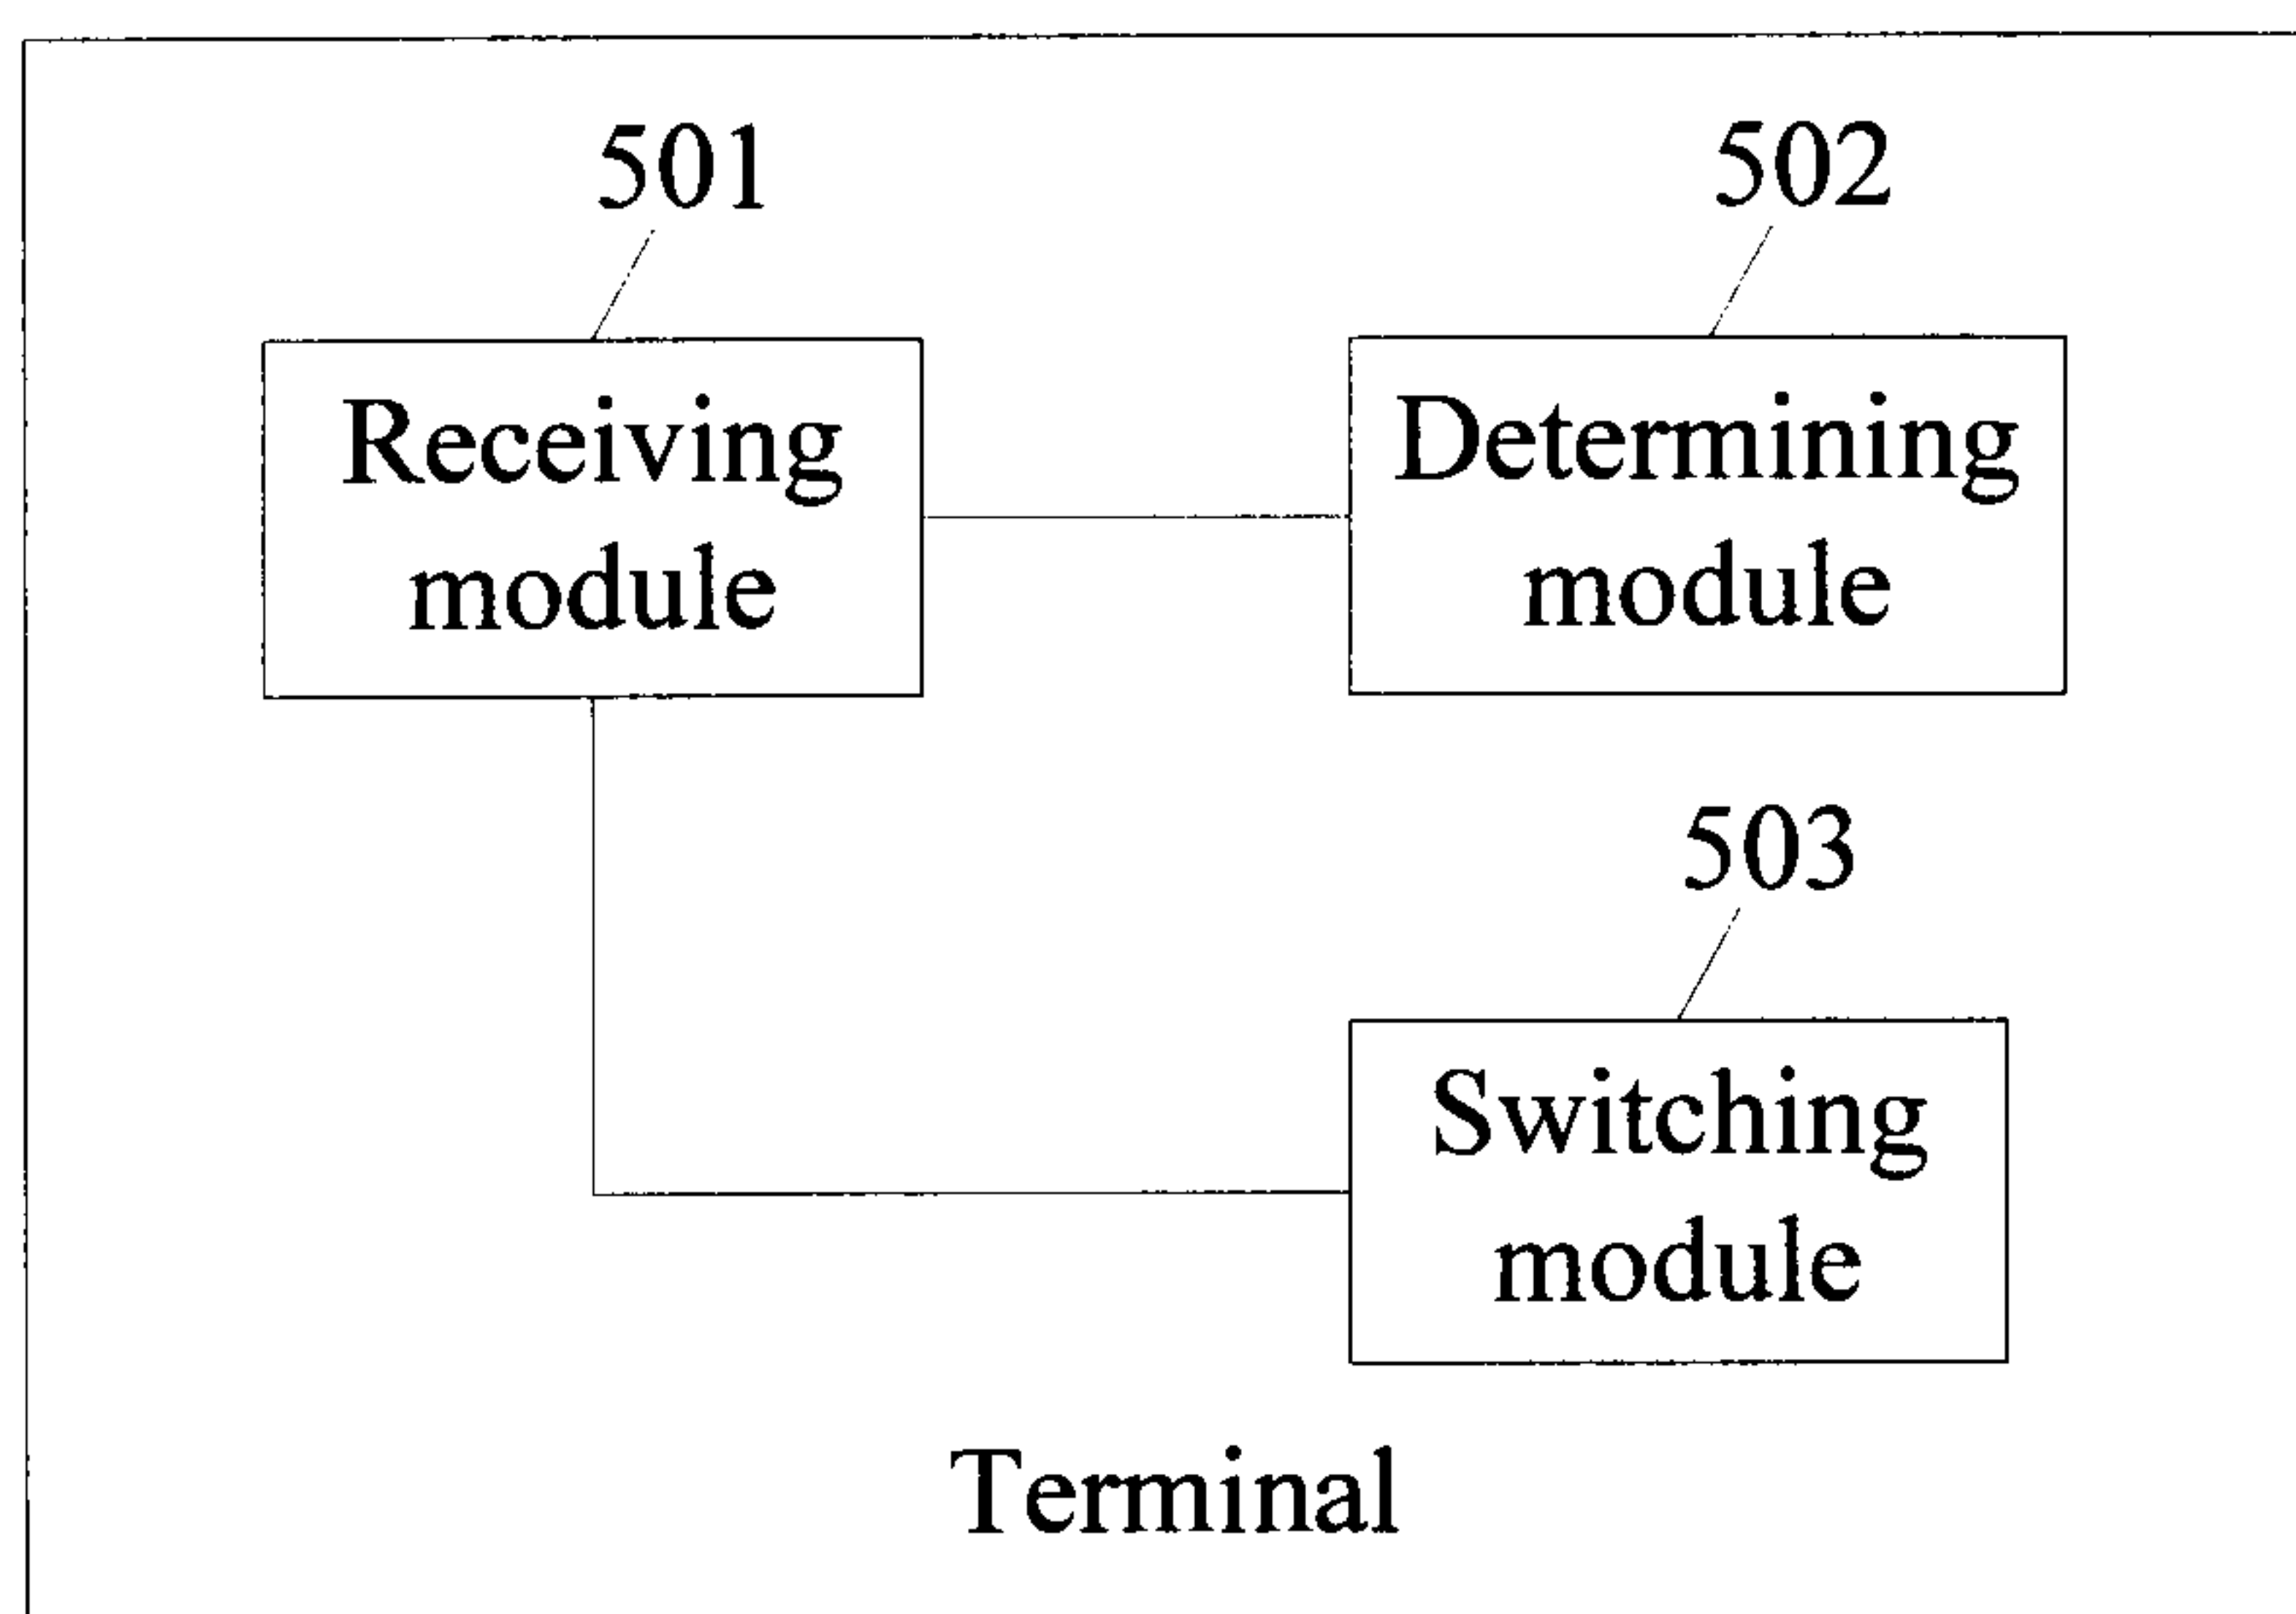 501
502
Receiving
module
Determining
module
503
Switching
module
Terminal